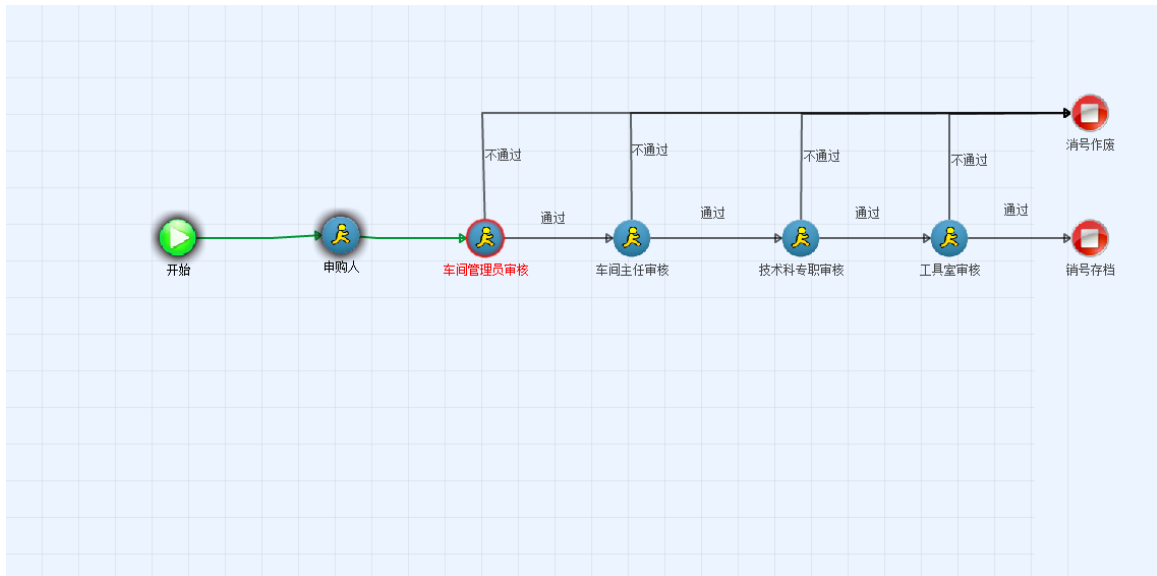 消号作废
不通过
不通过
不通过
不通过
通过
通过
通过
通过
开始
申购人
车间管理员审核
车间主任审核
技术科专职审核
工具室审核
销号存档